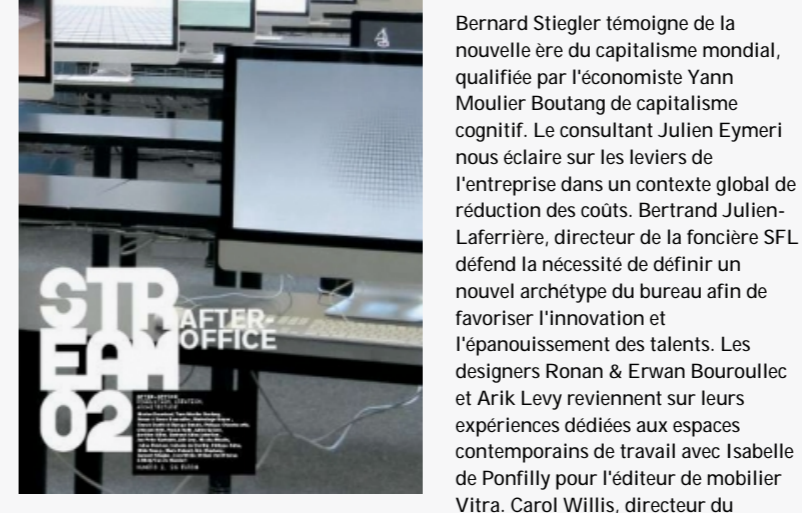 STR
EAM
02
AFTER-
OFFICE
AFTER-OFFICE
Bernard Stiegler témoigne de la
nouvelle ère du capitalisme mondial,
qualifiée par l'économiste Yann
Moulier Boutang de capitalisme
cognitif. Le consultant Julien Eymeri
nous éclaire sur les leviers de
l'entreprise dans un contexte global de
réduction des coûts. Bertrand Julien-
Laferrière, directeur de la foncière SFL
défend la nécessité de définir un
nouvel archétype du bureau afin de
favoriser l'innovation et
l'épanouissement des talents. Les
designers Ronan & Erwan Bouroullec
et Arik Levy reviennent sur leurs
expériences dédiées aux espaces
contemporains de travail avec Isabelle
de Ponfilly pour l'éditeur de mobilier
Vitra. Carol Willis, directeur du